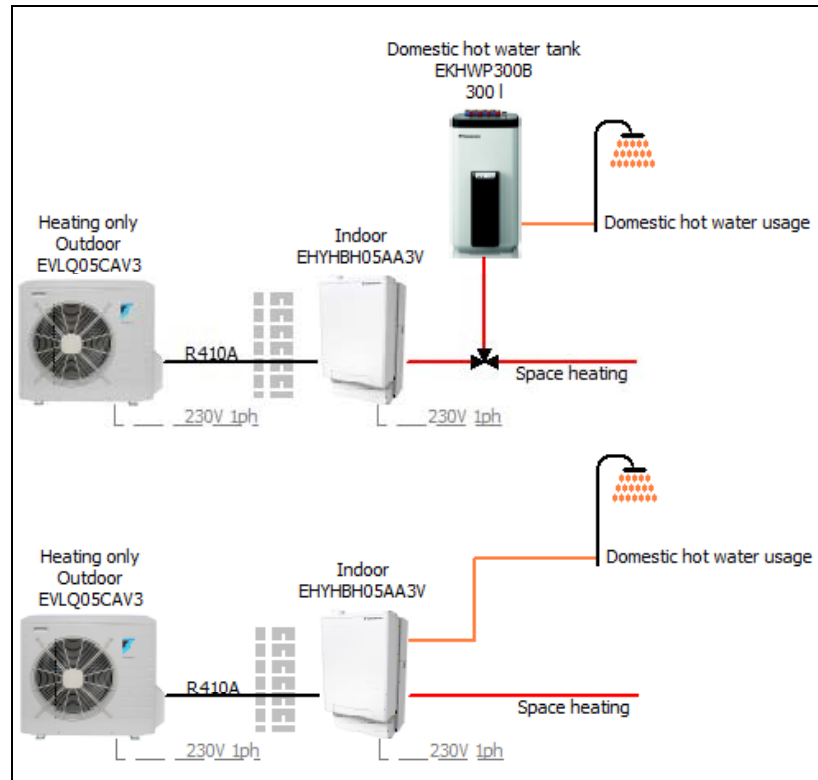 Domestic hot water tank
EKHWP300B
300 l
Domestic hot water usage
Heating only
Outdoor
EVLQ05CAV3
Indoor
EHYHBH05AA3V
R410A
Space heating
230V 1ph
230V 1ph
Domestic hot water usage
Heating only
Outdoor
EVLQ05CAV3
Indoor
EHYHBH05AA3V
R410A
Space heating
230V 1ph
230V 1ph